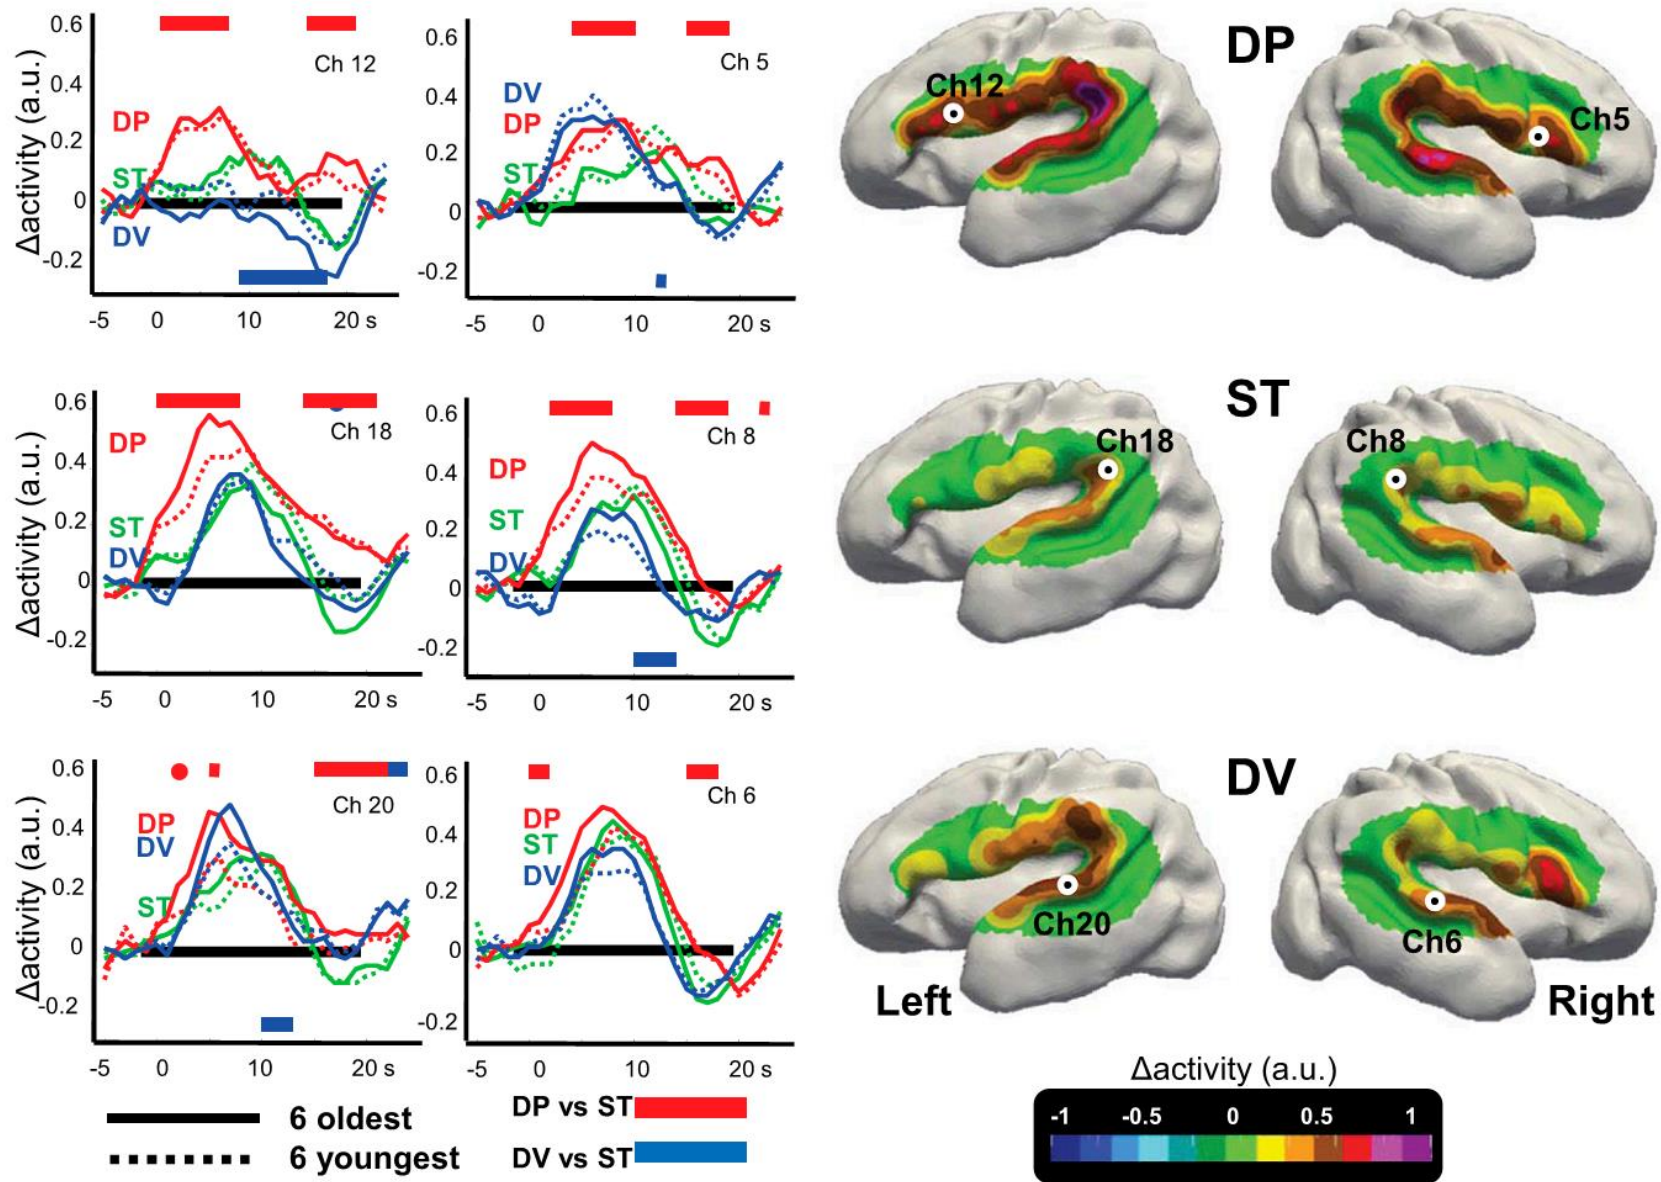 0.6
0.4
0.2
0
-0.2
Δactivity (a.u.)
Ch 12
DP
ST
DV
-5 0 10 20 s
0.6
0.4
0.2
0
-0.2
Ch 5
DV
DP
ST
-5 0 10 20 s
DP
Ch12
Ch5
0.6
0.4
0.2
0
-0.2
Δactivity (a.u.)
Ch 18
DP
ST
DV
-5 0 10 20 s
0.6
0.4
0.2
0
-0.2
Ch 8
DP
ST
DV
-5 0 10 20 s
ST
Ch18
Ch8
0.6
0.4
0.2
0
-0.2
Δactivity (a.u.)
Ch 20
DP
DV
ST
-5 0 10 20 s
0.6
0.4
0.2
0
-0.2
Ch 6
DP
ST
DV
-5 0 10 20 s
DV
Ch20
Ch6
Left
Right
6 oldest
6 youngest
DP vs ST
DV vs ST
Δactivity (a.u.)
-1 -0.5 0 0.5 1